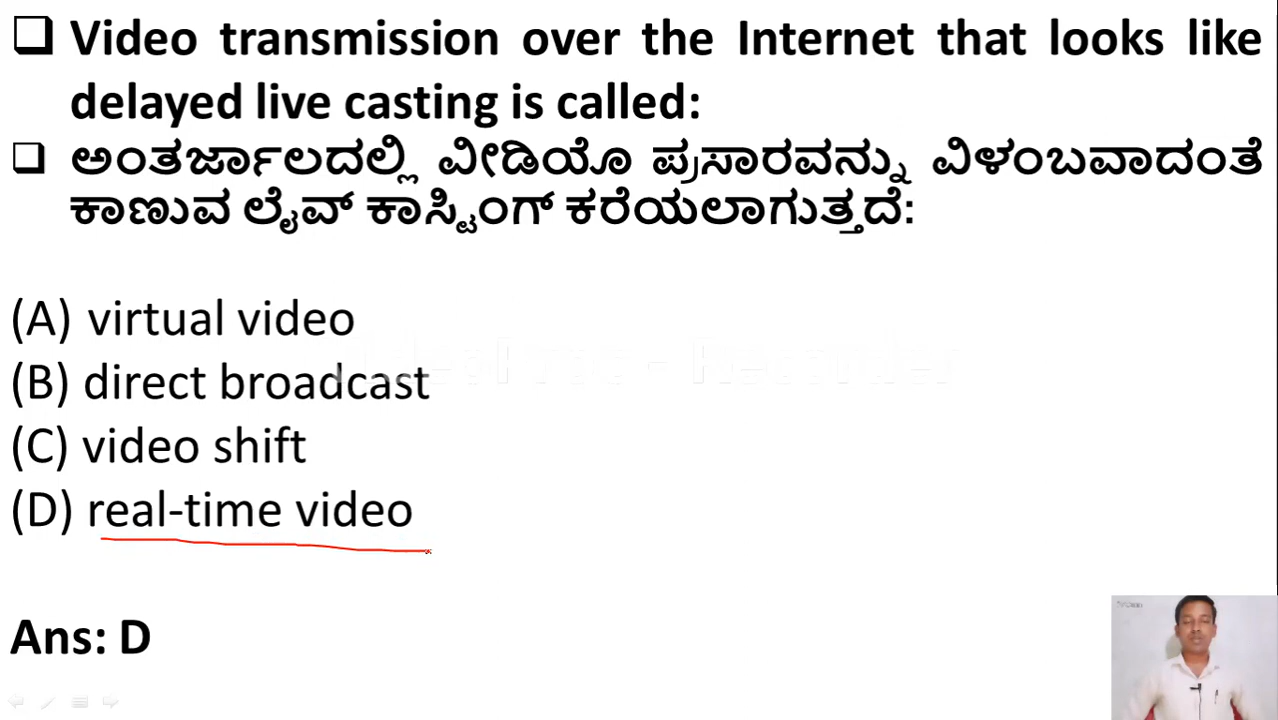 ❑ Video transmission over the Internet that looks like
delayed live casting is called:
❑ ಅಂತರ್ಜಾಲದಲ್ಲಿ ವೀಡಿಯೊ ಪ್ರಸಾರವನ್ನು ವಿಳಂಬವಾದಂತೆ
ಕಾಣುವ ಲೈವ್ ಕಾಸ್ಟಿಂಗ್ ಕರೆಯಲಾಗುತ್ತದೆ:
(A) virtual video
(B) direct broadcast
(C) video shift
(D) real-time video
Ans: D